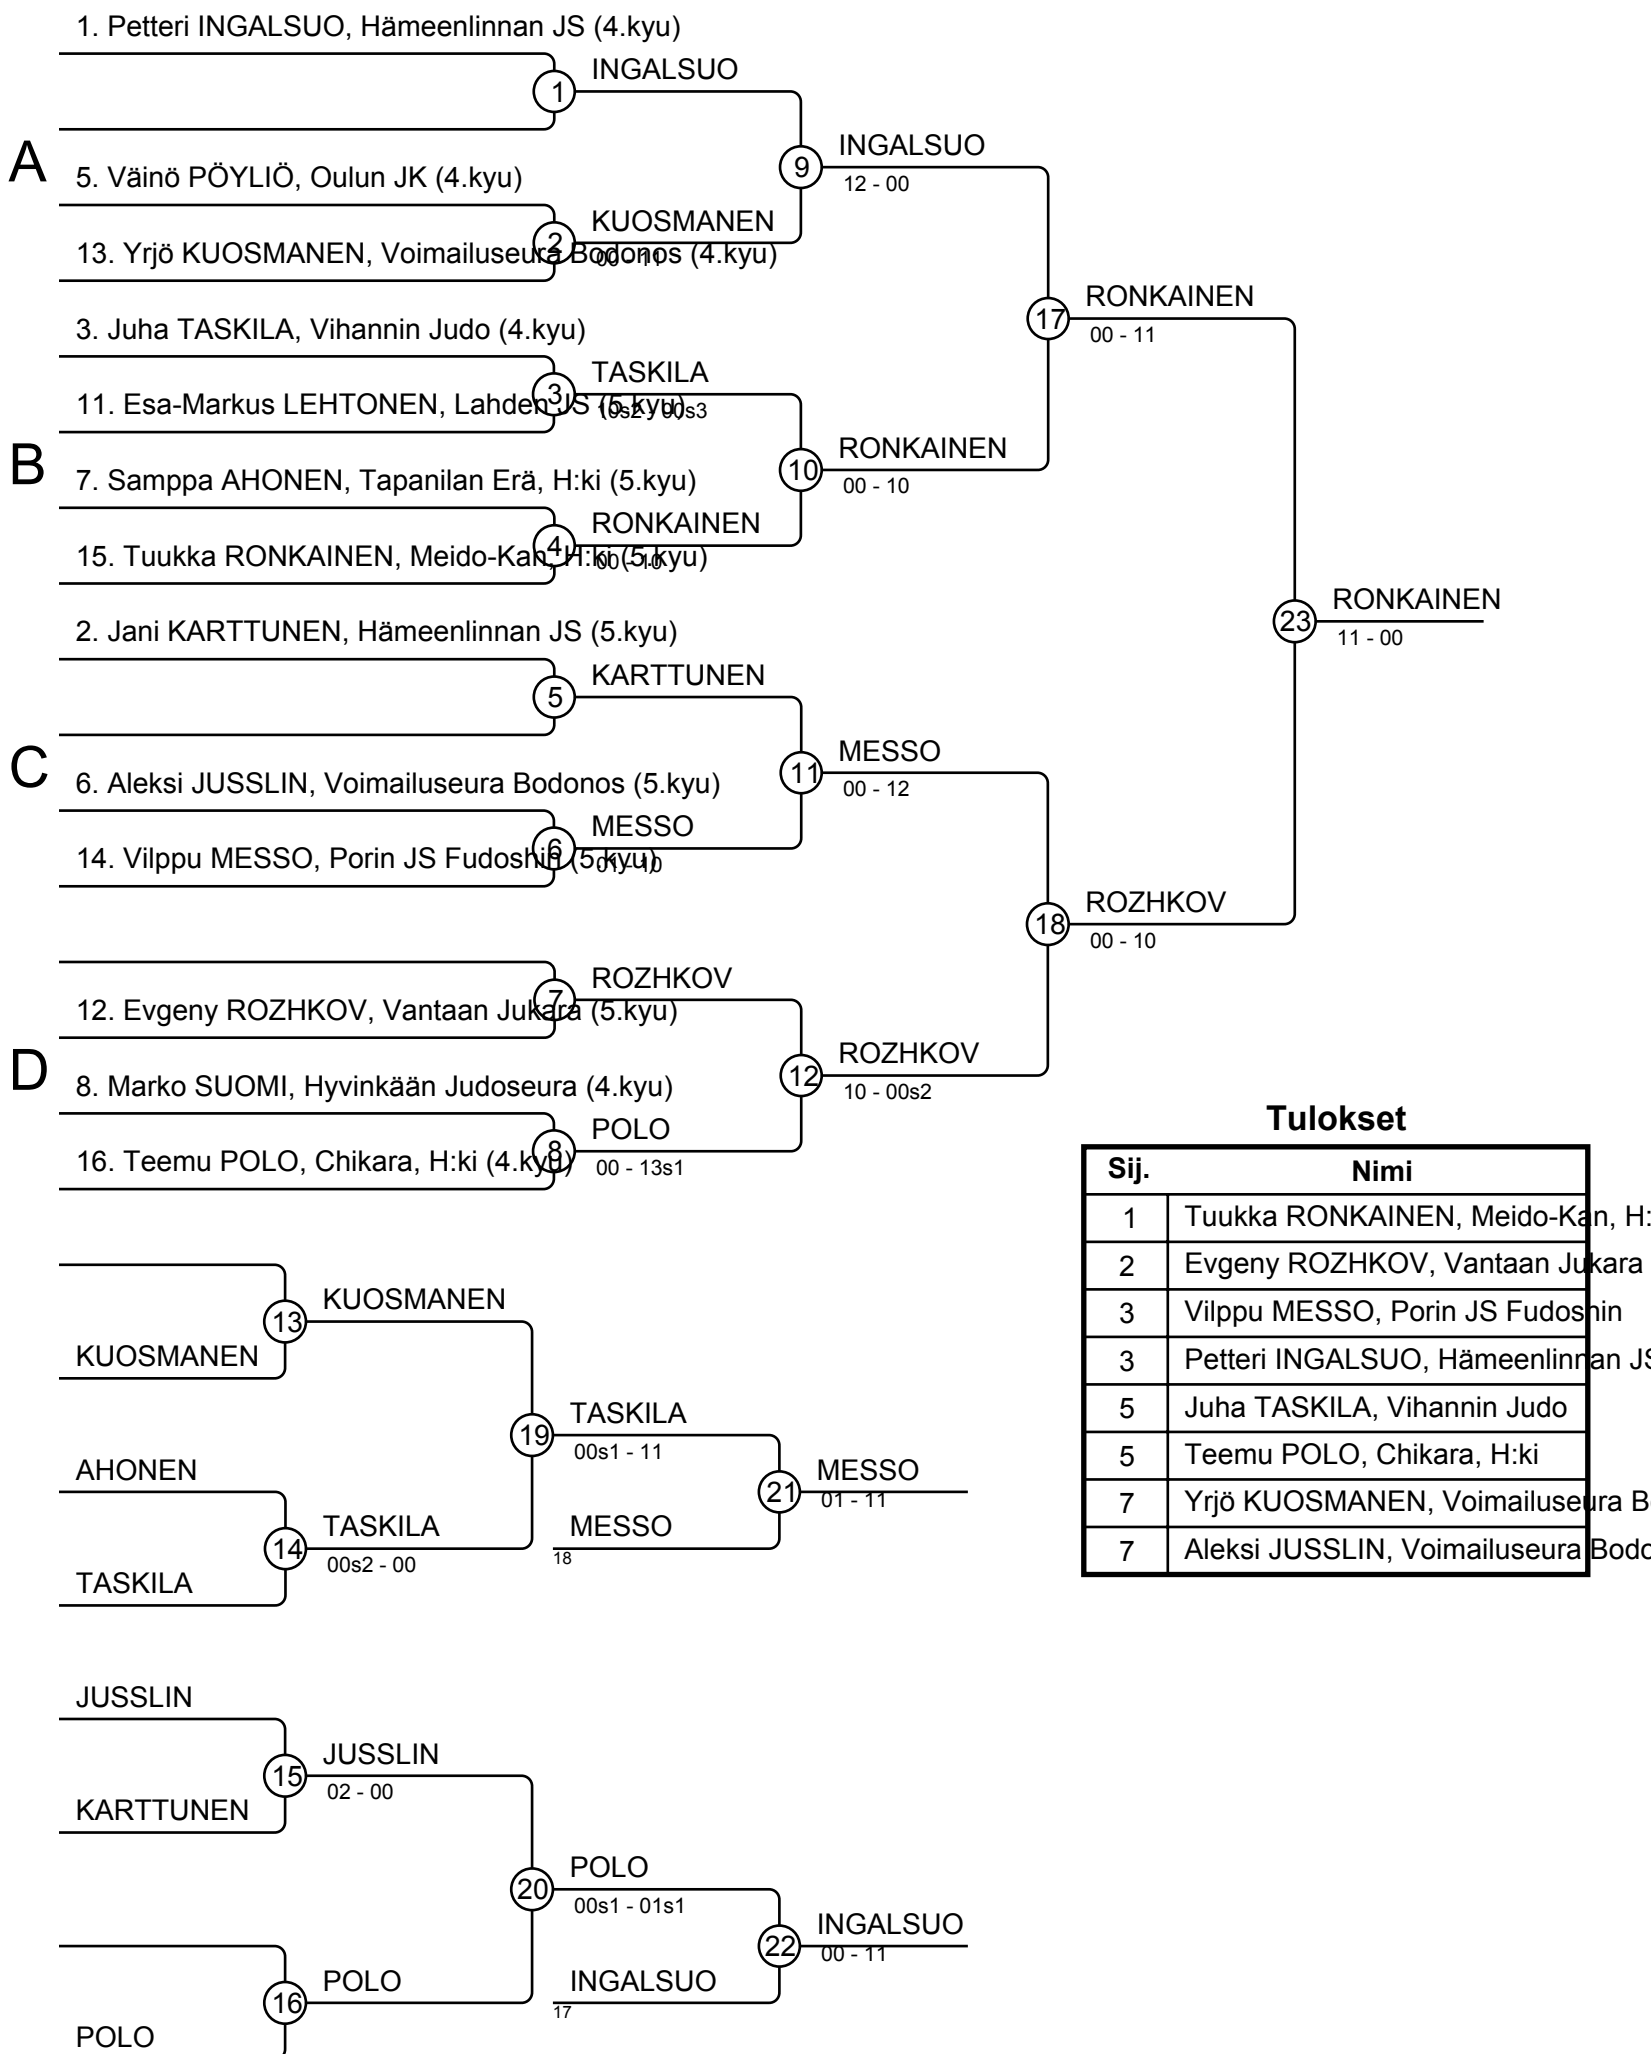 1. Petteri INGALSUO, Hämeenlinnan JS (4.kyu)
INGALSUO
1
A
5. Väinö PÖYLIÖ, Oulun JK (4.kyu)
INGALSUO
9
12 - 00
KUOSMANEN
2
13. Yrjö KUOSMANEN, Voimailuseura Bodonos (4.kyu)
00 - 11
3. Juha TASKILA, Vihannin Judo (4.kyu)
RONKAINEN
17
00 - 11
TASKILA
3
11. Esa-Markus LEHTONEN, Lahden JS (5.kyu)
10s2 - 00s3
B
7. Samppa AHONEN, Tapanilan Erä, H:ki (5.kyu)
RONKAINEN
10
00 - 10
RONKAINEN
4
15. Tuukka RONKAINEN, Meido-Kan, H:ki (5.kyu)
00 - 10
2. Jani KARTTUNEN, Hämeenlinnan JS (5.kyu)
RONKAINEN
23
11 - 00
KARTTUNEN
5
C
6. Aleksi JUSSLIN, Voimailuseura Bodonos (5.kyu)
MESSO
11
00 - 12
MESSO
6
14. Vilppu MESSO, Porin JS Fudoshin (5.kyu)
01 - 10
ROZHKOV
18
00 - 10
ROZHKOV
7
12. Evgeny ROZHKOV, Vantaan Jukara (5.kyu)
D
8. Marko SUOMI, Hyvinkään Judoseura (4.kyu)
ROZHKOV
12
10 - 00s2
POLO
8
16. Teemu POLO, Chikara, H:ki (4.kyu)
00 - 13s1
Tulokset
Sij. Nimi
1 Tuukka RONKAINEN, Meido-Kan, H:
2 Evgeny ROZHKOV, Vantaan Jukara
3 Vilppu MESSO, Porin JS Fudoshin
3 Petteri INGALSUO, Hämeenlinnan JS
5 Juha TASKILA, Vihannin Judo
5 Teemu POLO, Chikara, H:ki
7 Yrjö KUOSMANEN, Voimailuseura B
7 Aleksi JUSSLIN, Voimailuseura Bodo
KUOSMANEN
13
KUOSMANEN
TASKILA
19
00s1 - 11
AHONEN
MESSO
21
01 - 11
TASKILA
14
00s2 - 00
MESSO
18
TASKILA
JUSSLIN
JUSSLIN
15
02 - 00
KARTTUNEN
POLO
20
00s1 - 01s1
INGALSUO
22
00 - 11
POLO
16
INGALSUO
17
POLO